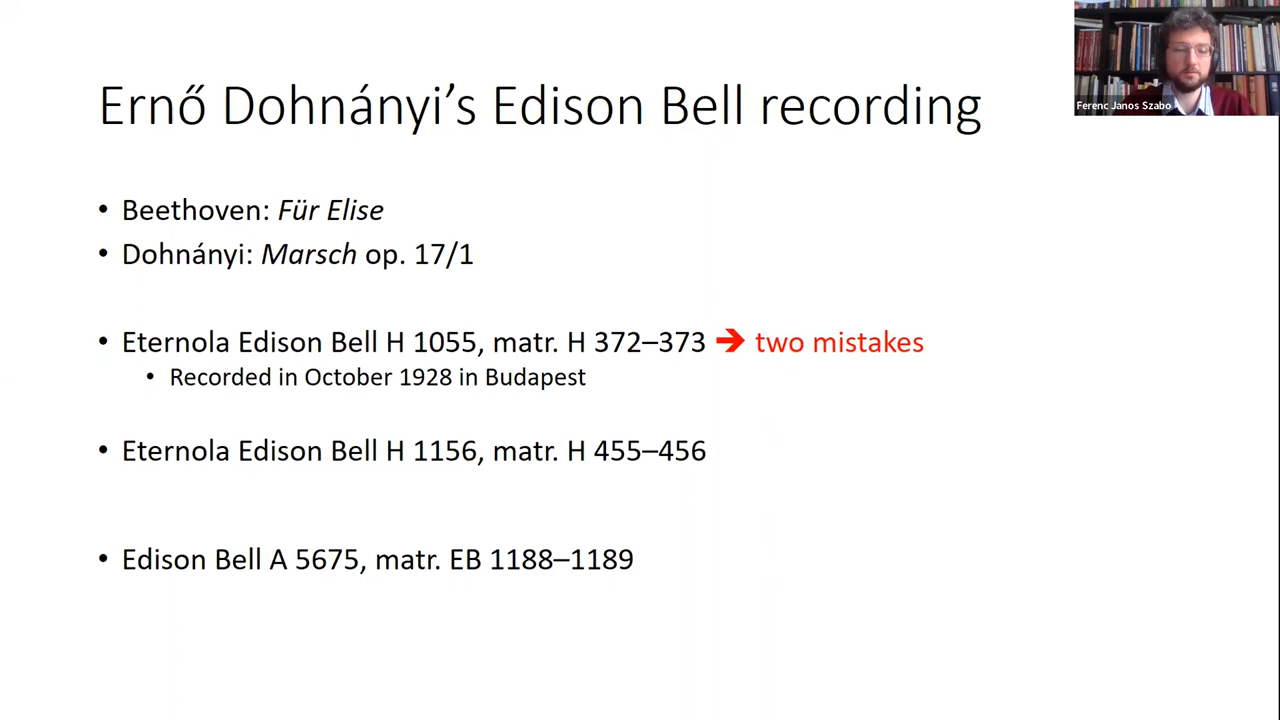 Ernő Dohnányi’s Edison Bell recording
Ferenc Janos Szabo
• Beethoven: Für Elise
• Dohnányi: Marsch op. 17/1
• Eternola Edison Bell H 1055, matr. H 372–373 ➔ two mistakes
• Recorded in October 1928 in Budapest
• Eternola Edison Bell H 1156, matr. H 455–456
• Edison Bell A 5675, matr. EB 1188–1189